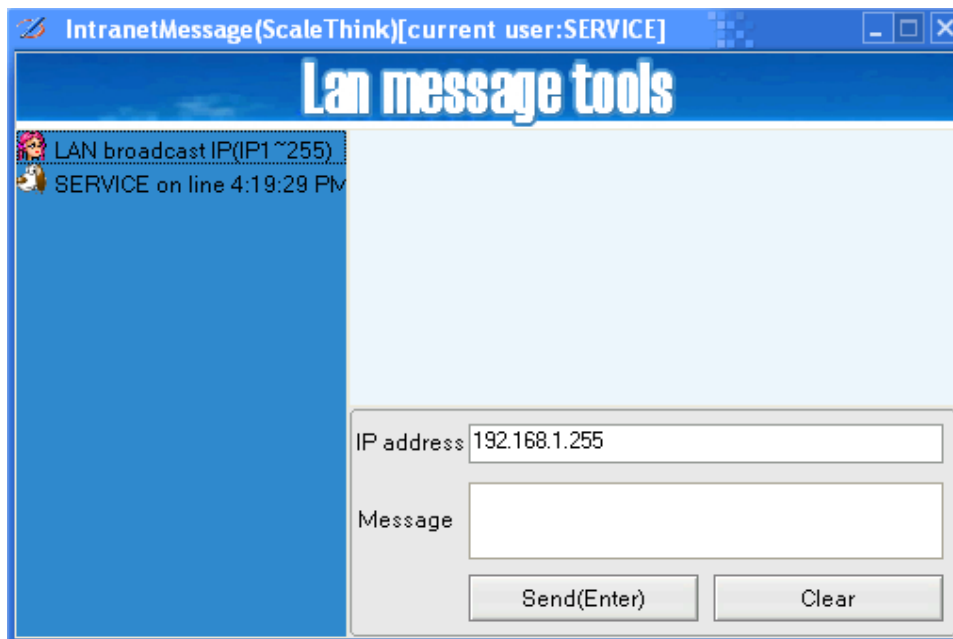 IntranetMessage(ScaleThink)[current user:SERVICE]
Lan message tools
LAN broadcast IP(IP1~255)
SERVICE on line 4:19:29 PM
IP address 192.168.1.255
Message
Send(Enter) Clear